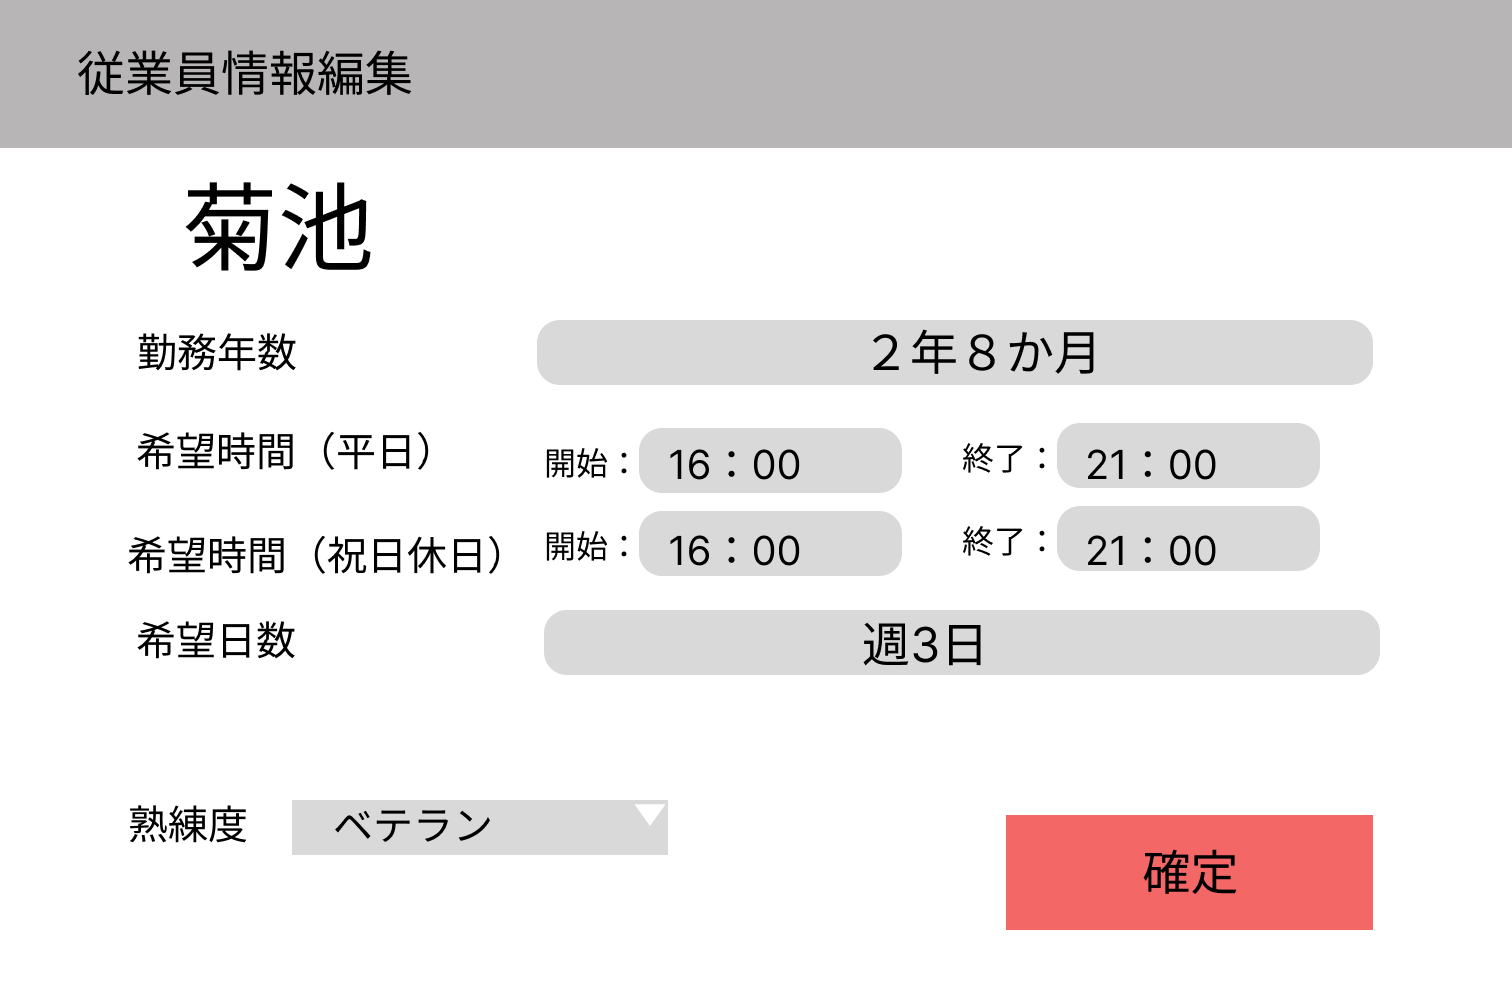 従業員情報編集
菊池
勤務年数 ２年８か月
希望時間（平日） 開始： 16：00 終了： 21：00
希望時間（祝日休日） 開始： 16：00 終了： 21：00
希望日数 週3日
熟練度 ベテラン
確定